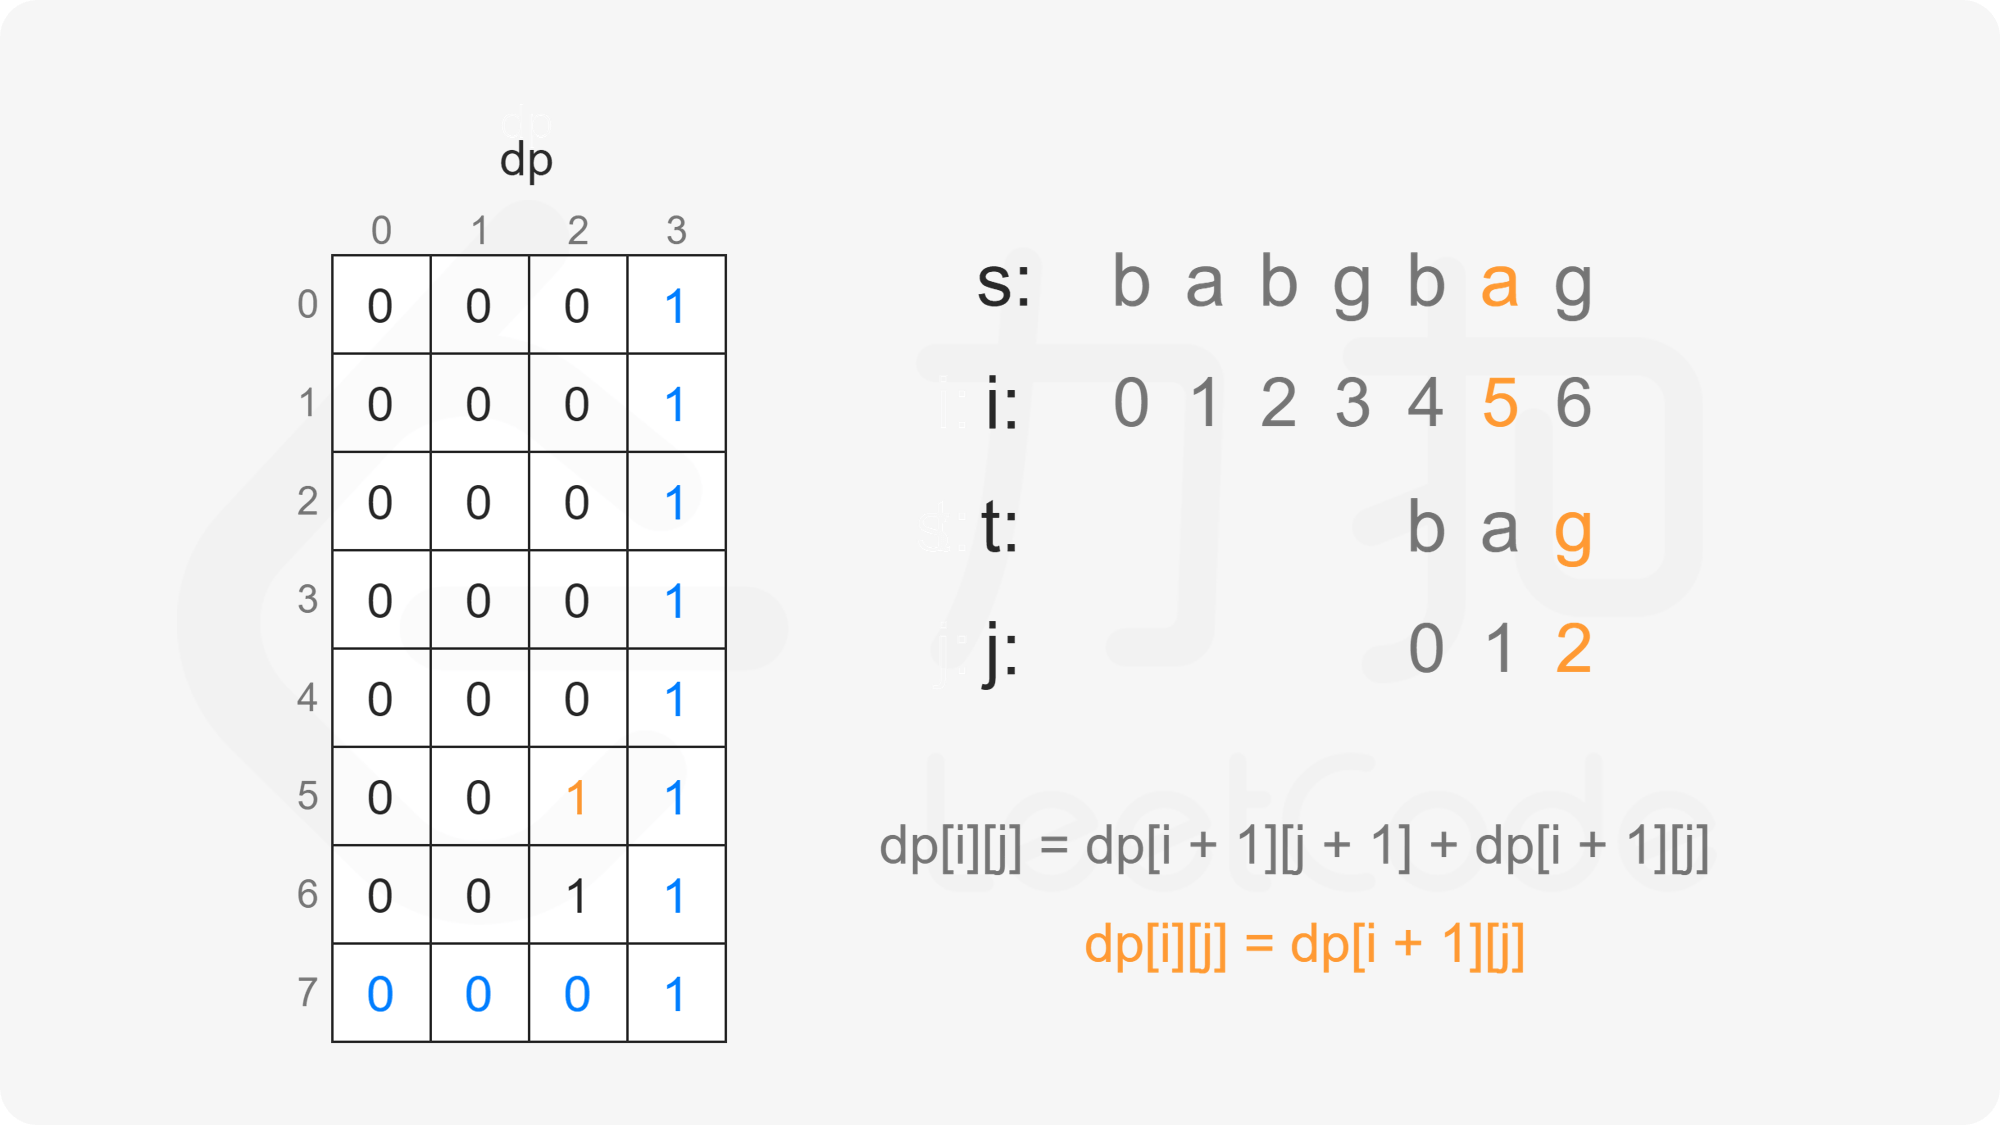 dp
0 1 2 3
0 0 0 0 1
1 0 0 0 1
2 0 0 0 1
3 0 0 0 1
4 0 0 0 1
5 0 0 1 1
6 0 0 1 1
7 0 0 0 1
s: b a b g b a g
i: 0 1 2 3 4 5 6
t: b a g
j: 0 1 2
dp[i][j] = dp[i + 1][j + 1] + dp[i + 1][j]
dp[i][j] = dp[i + 1][j]
力扣
LeetCode